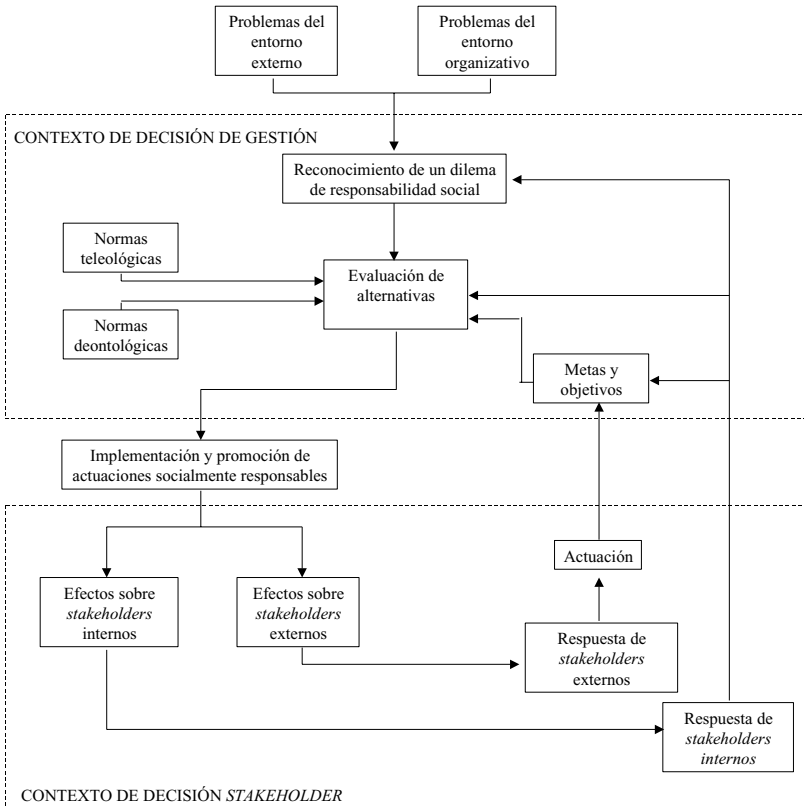 Problemas del
entorno
externo
Problemas del
entorno
organizativo
CONTEXTO DE DECISIÓN DE GESTIÓN
Reconocimiento de un dilema
de responsabilidad social
Normas
teleológicas
Evaluación de
alternativas
Normas
deontológicas
Metas y
objetivos
Implementación y promoción de
actuaciones socialmente responsables
Actuación
Efectos sobre
stakeholders
internos
Efectos sobre
stakeholders
externos
Respuesta de
stakeholders
externos
Respuesta de
stakeholders
internos
CONTEXTO DE DECISIÓN STAKEHOLDER